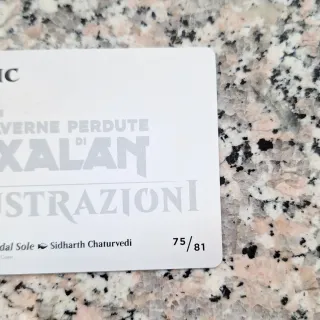 IC
VERNE PERDUTE
DI
XALAN
USTRAZIONI
dal Sole Sidharth Chaturvedi 75/81